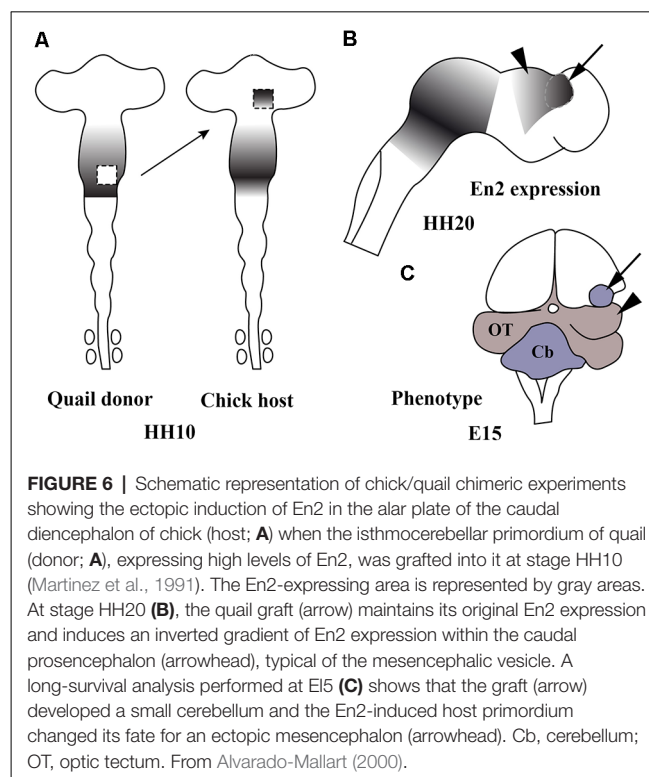 A
B
En2 expression
HH20
C
OT
Cb
Quail donor
Chick host
HH10
Phenotype
E15
FIGURE 6 | Schematic representation of chick/quail chimeric experiments
showing the ectopic induction of En2 in the alar plate of the caudal
diencephalon of chick (host; A) when the isthmocerebellar primordium of quail
(donor; A), expressing high levels of En2, was grafted into it at stage HH10
(Martinez et al., 1991). The En2-expressing area is represented by gray areas.
At stage HH20 (B), the quail graft (arrow) maintains its original En2 expression
and induces an inverted gradient of En2 expression within the caudal
prosencephalon (arrowhead), typical of the mesencephalic vesicle. A
long-survival analysis performed at El5 (C) shows that the graft (arrow)
developed a small cerebellum and the En2-induced host primordium
changed its fate for an ectopic mesencephalon (arrowhead). Cb, cerebellum;
OT, optic tectum. From Alvarado-Mallart (2000).